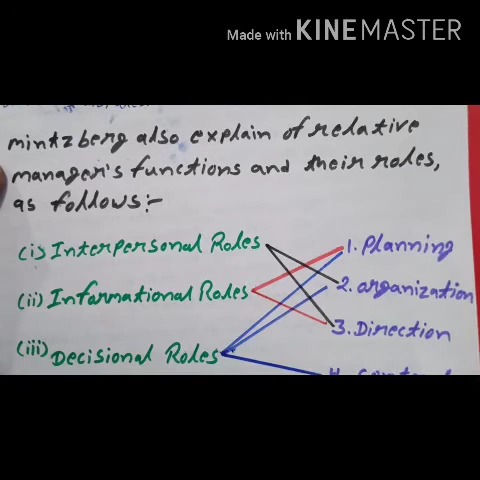 Made with KINEMASTER
mintzberg also explain of relative
manager's functions and their roles,
as follows:-
(i) Interpersonal Roles
1. Planning
(ii) Informational Roles
2. organization
3. Direction
(iii) Decisional Roles